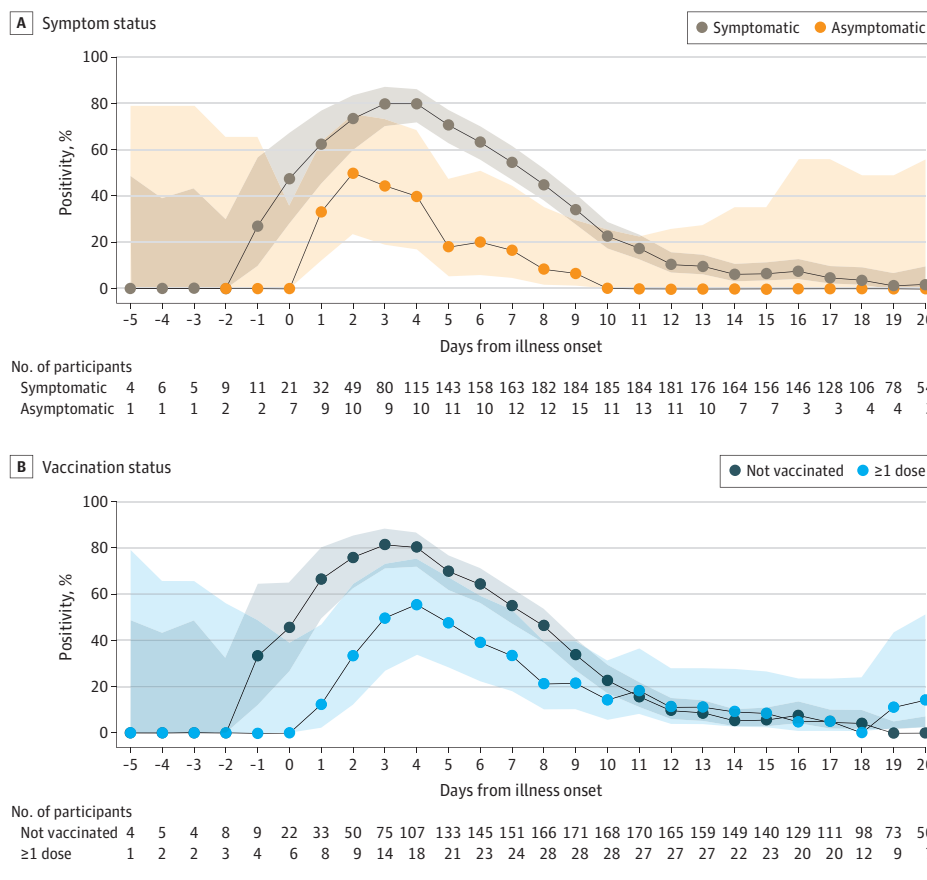 A Symptom status
Symptomatic Asymptomatic
100
80
60
40
20
0
Positivity, %
-5 -4 -3 -2 -1 0 1 2 3 4 5 6 7 8 9 10 11 12 13 14 15 16 17 18 19
Days from illness onset
No. of participants
Symptomatic 4 6 5 9 11 21 32 49 80 115 143 158 163 182 184 185 184 181 176 164 156 146 128 106 78
Asymptomatic 1 1 1 2 2 7 9 10 9 10 11 10 12 12 15 11 13 11 10 7 7 3 3 4 4
B Vaccination status
Not vaccinated ≥1 dose
100
80
60
40
20
0
Positivity, %
-5 -4 -3 -2 -1 0 1 2 3 4 5 6 7 8 9 10 11 12 13 14 15 16 17 18 19
Days from illness onset
No. of participants
Not vaccinated 4 5 4 8 9 22 33 50 75 107 133 145 151 166 171 168 170 165 159 149 140 129 111 98 73
≥1 dose 1 2 2 3 4 6 8 9 14 18 21 23 24 28 28 28 27 27 27 22 23 20 20 12 9